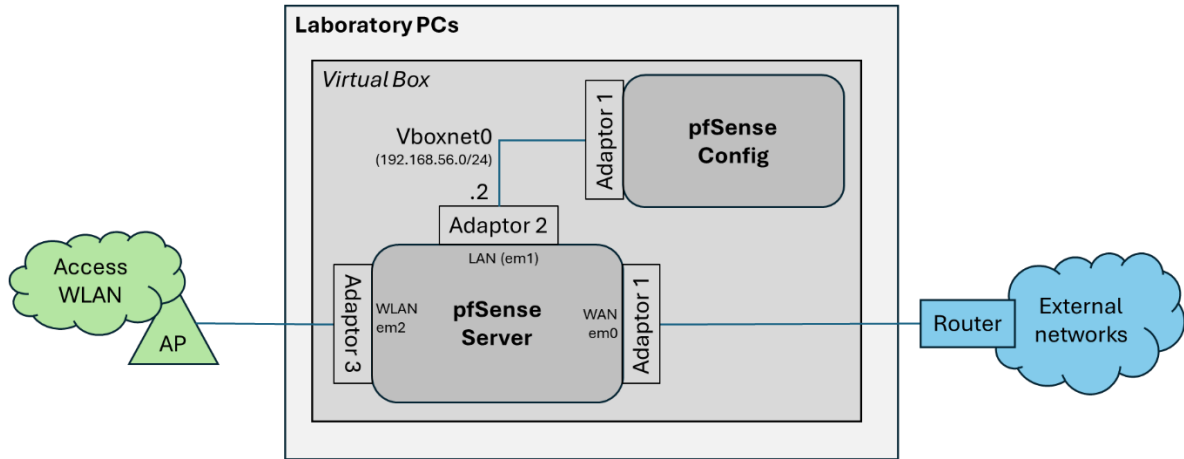 Laboratory PCs
Virtual Box
Adaptor 1
pfSense
Config
Vboxnet0
(192.168.56.0/24)
.2
Adaptor 2
LAN (em1)
Access
WLAN
AP
Adaptor 3
WLAN
em2
pfSense
Server
WAN
em0
Adaptor 1
Router
External
networks